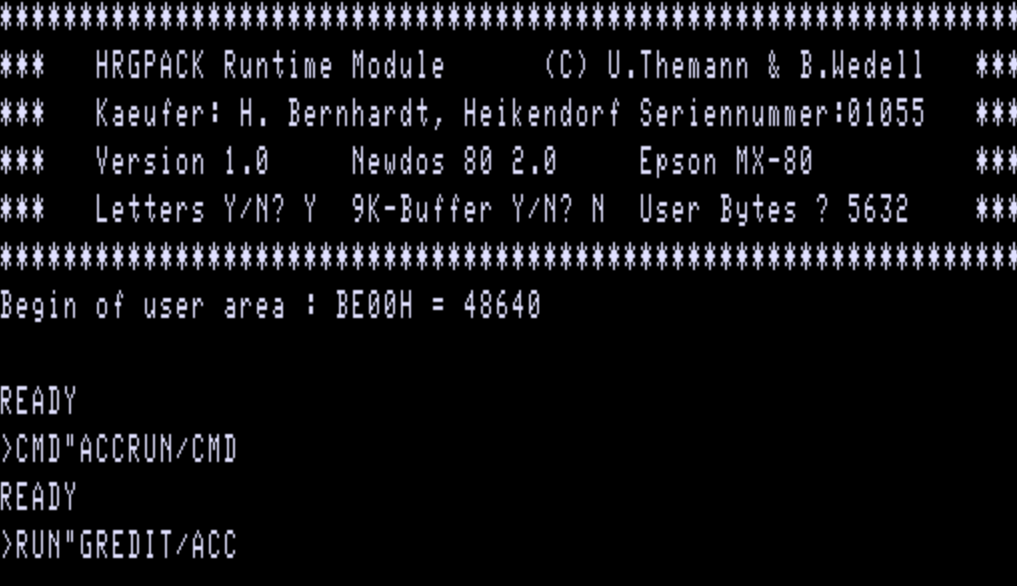 ****************************************************************
***   HRGPACK Runtime Module      (C) U.Themann & B.Wedell   ***
***   Kaeufer: H. Bernhardt, Heikendorf Seriennummer:01055   ***
***   Version 1.0     Newdos 80 2.0     Epson MX-80          ***
***   Letters Y/N? Y  9K-Buffer Y/N? N  User Bytes ? 5632    ***
****************************************************************
Begin of user area : BE00H = 48640
READY
>CMD"ACCRUN/CMD
READY
>RUN"GREDIT/ACC